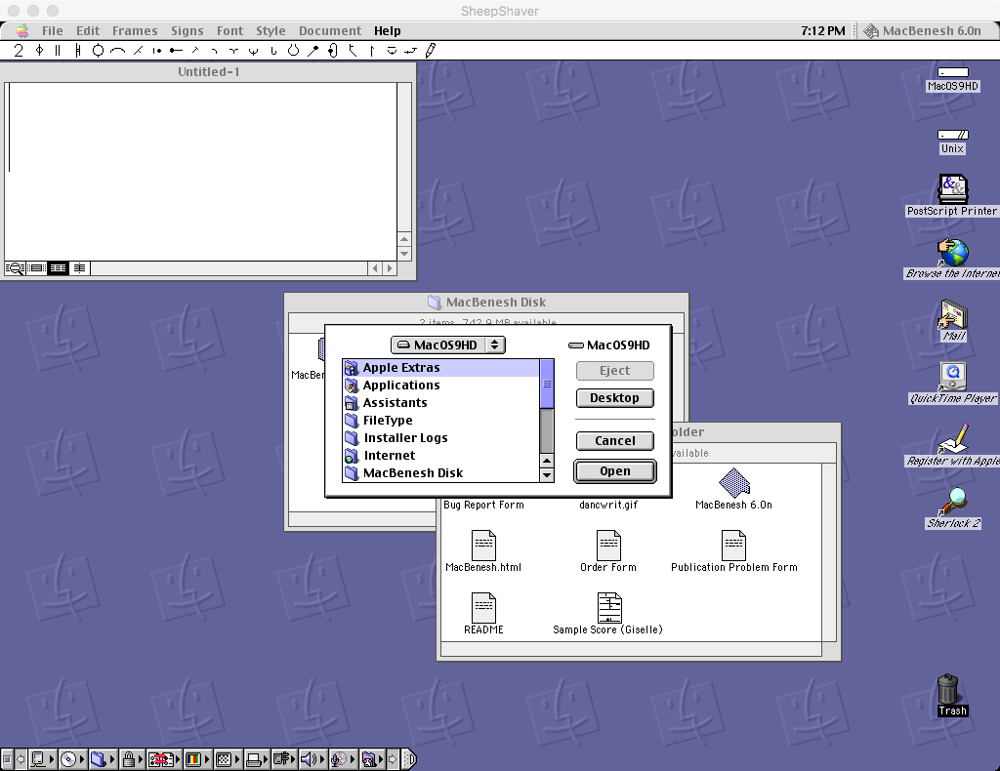 SheepShaver
File Edit Frames Signs Font Style Document Help 7:12 PM MacBenesh 6.0n
Untitled-1
MacOS9HD
Unix
PostScript Printer
Browse the Internet
Mail
QuickTime Player
Register with Apple
Sherlock 2
Trash
MacBenesh Disk
2 items, 742.9 MB available
MacBen
MacOS9HD
MacOS9HD
Apple Extras
Applications
Assistants
FileType
Installer Logs
Internet
MacBenesh Disk
Eject
Desktop
Cancel
Open
older
vailable
Bug Report Form
dancwrit.gif
MacBenesh 6.0n
MacBenesh.html
Order Form
Publication Problem Form
README
Sample Score (Giselle)